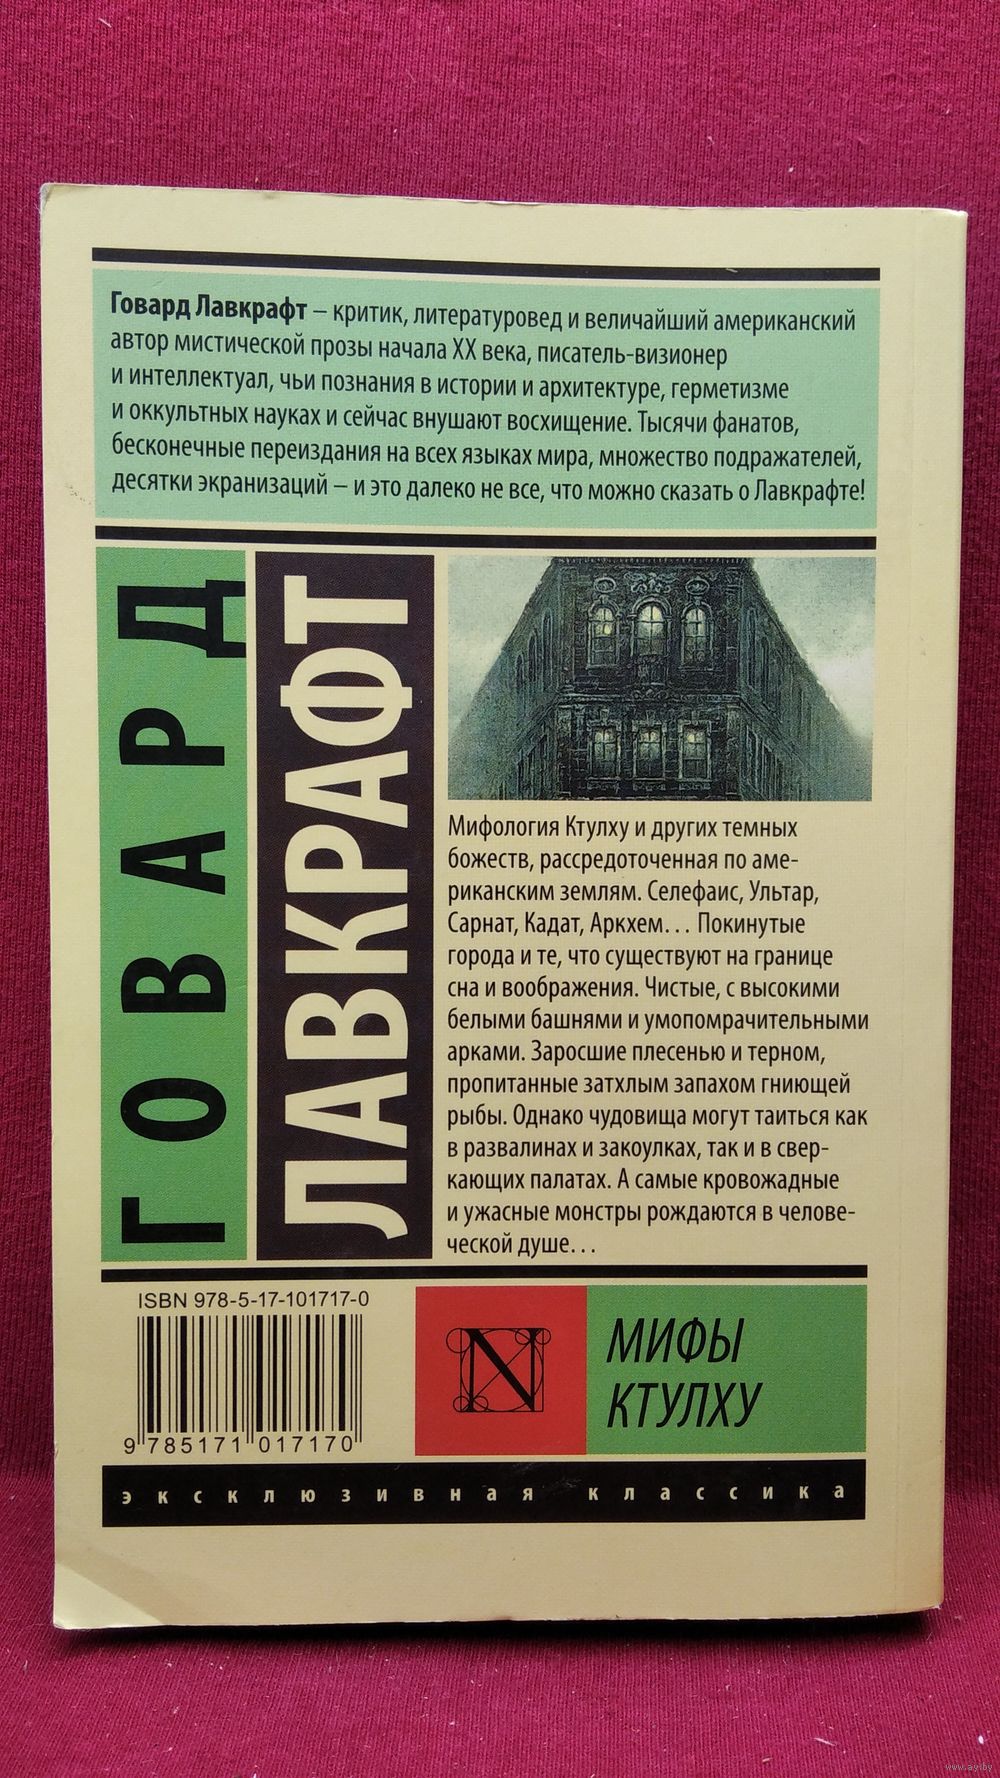 Говард Лавкрафт – критик, литературовед и величайший американский
автор мистической прозы начала XX века, писатель-визионер
и интеллектуал, чьи познания в истории и архитектуре, герметизме
и оккультных науках и сейчас внушают восхищение. Тысячи фанатов,
бесконечные переиздания на всех языках мира, множество подражателей,
десятки экранизаций – и это далеко не все, что можно сказать о Лавкрафте!
ГОВАРД
ЛАВКРАФТ
Мифология Ктулху и других темных
божеств, рассредоточенная по аме-
риканским землям. Селефаис, Ультар,
Сарнат, Кадат, Аркхем... Покинутые
города и те, что существуют на границе
сна и воображения. Чистые, с высокими
белыми башнями и умопомрачительными
арками. Заросшие плесенью и терном,
пропитанные затхлым запахом гниющей
рыбы. Однако чудовища могут таиться как
в развалинах и закоулках, так и в свер-
кающих палатах. А самые кровожадные
и ужасные монстры рождаются в челове-
ческой душе...
ISBN 978-5-17-101717-0
9 785171 017170
N
МИФЫ
КТУЛХУ
эксклюзивная классика
www.ay.by